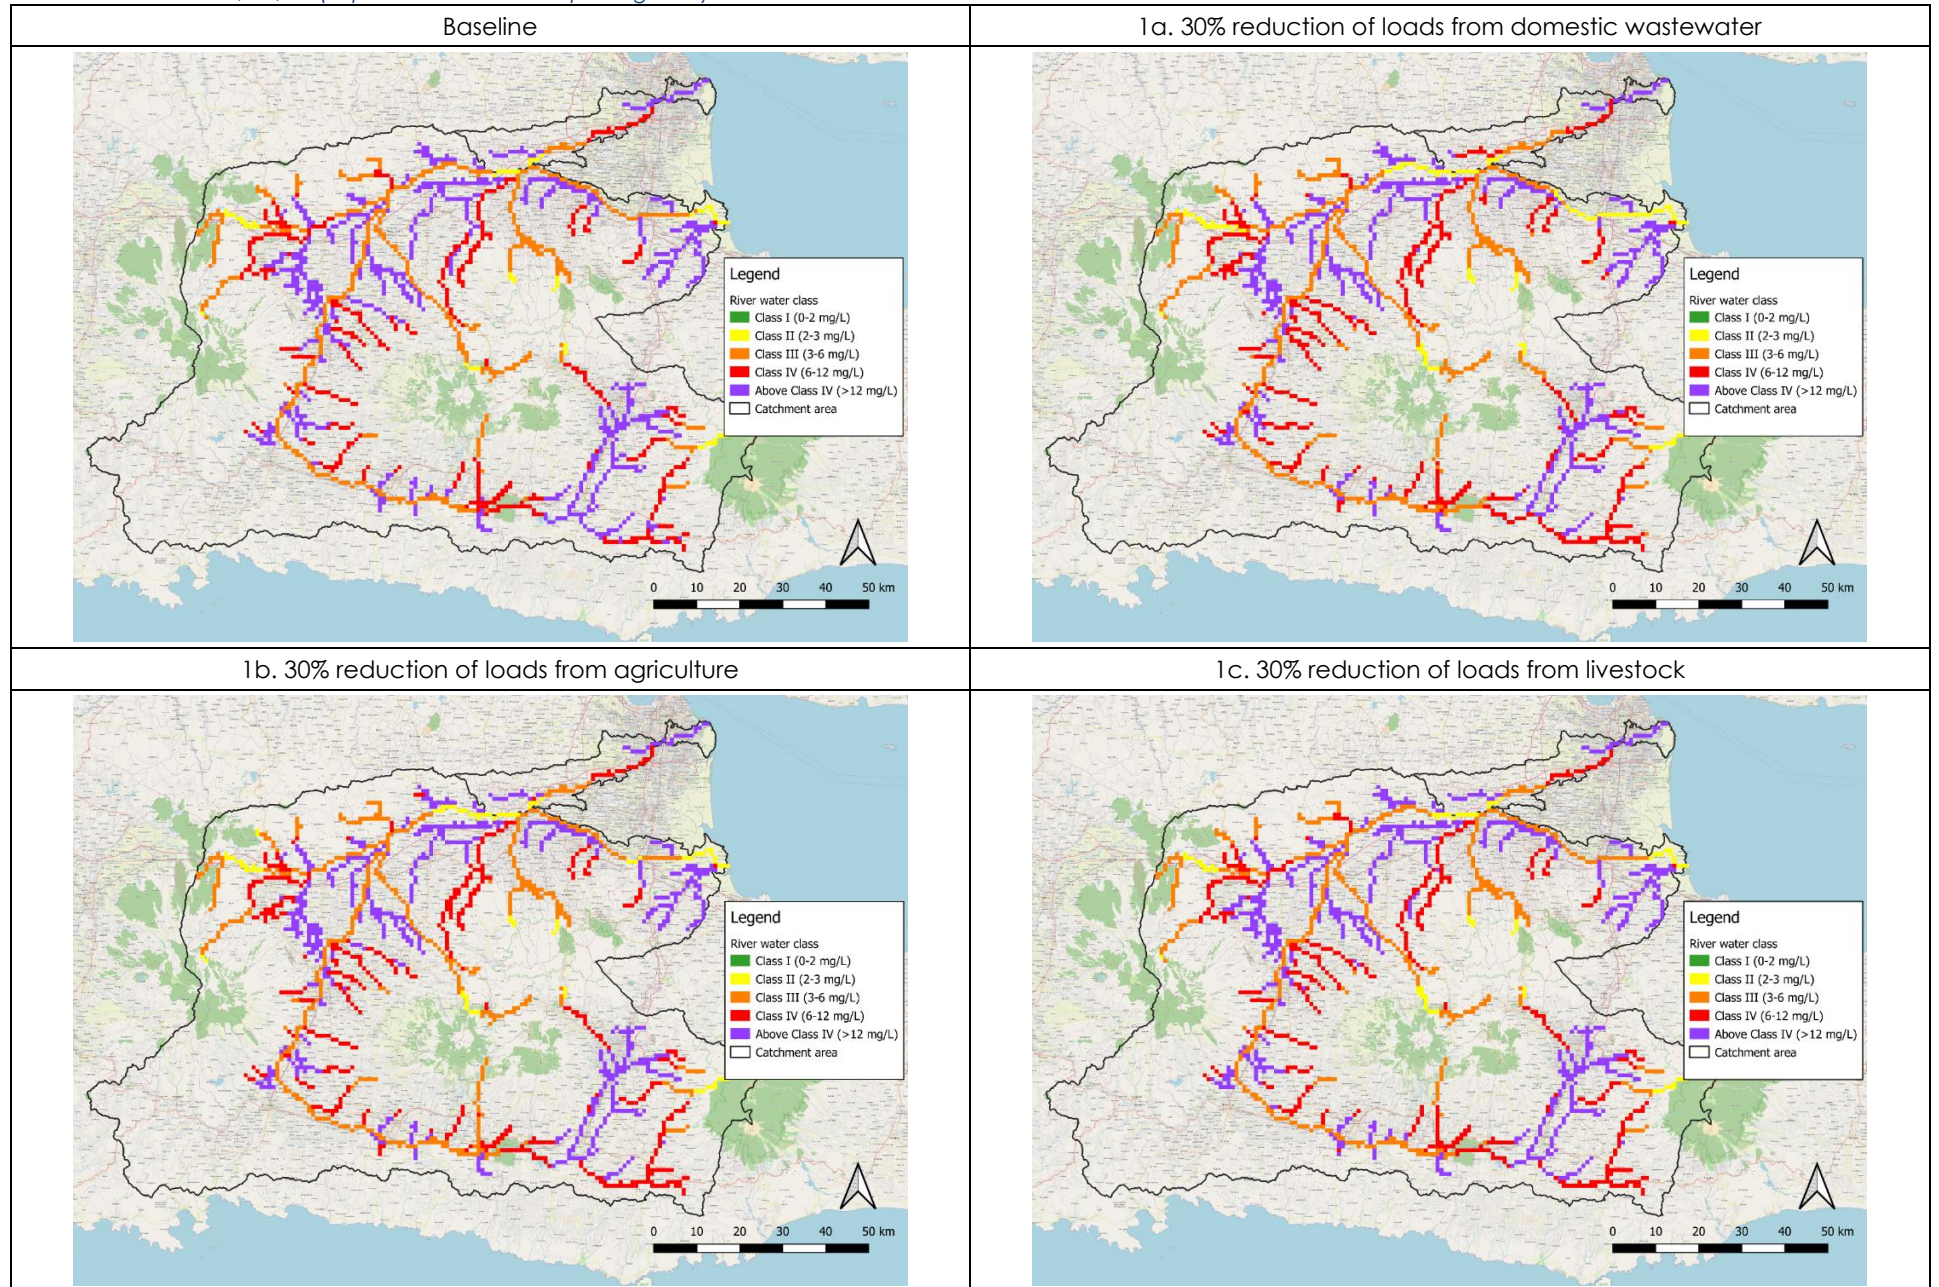 Baseline
1a. 30% reduction of loads from domestic wastewater
Legend
River water class
Class I (0-2 mg/L)
Class II (2-3 mg/L)
Class III (3-6 mg/L)
Class IV (6-12 mg/L)
Above Class IV (>12 mg/L)
Catchment area
0 10 20 30 40 50 km
Legend
River water class
Class I (0-2 mg/L)
Class II (2-3 mg/L)
Class III (3-6 mg/L)
Class IV (6-12 mg/L)
Above Class IV (>12 mg/L)
Catchment area
0 10 20 30 40 50 km
1b. 30% reduction of loads from agriculture
1c. 30% reduction of loads from livestock
Legend
River water class
Class I (0-2 mg/L)
Class II (2-3 mg/L)
Class III (3-6 mg/L)
Class IV (6-12 mg/L)
Above Class IV (>12 mg/L)
Catchment area
0 10 20 30 40 50 km
Legend
River water class
Class I (0-2 mg/L)
Class II (2-3 mg/L)
Class III (3-6 mg/L)
Class IV (6-12 mg/L)
Above Class IV (>12 mg/L)
Catchment area
0 10 20 30 40 50 km